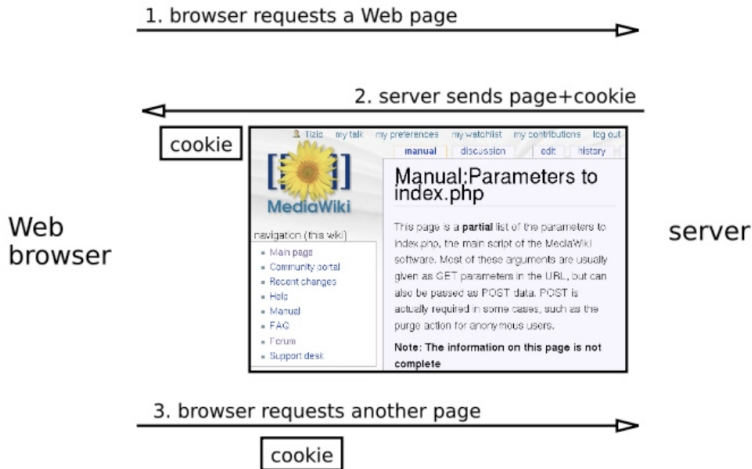 1. browser requests a Web page
2. server sends page+cookie
cookie
Tizio my talk my preferences my watchlist my contributions log out
manual discussion edit history
MediaWiki
Manual:Parameters to
index.php
navigation (this wiki)
Main page
Community portal
Recent changes
Help
Manual
FAQ
Forum
Support desk
This page is a partial list of the parameters to
index.php, the main script of the MediaWiki
software. Most of these arguments are usually
given as GET parameters in the URL, but can
also be passed as POST data. POST is
actually required in some cases, such as the
purge action for anonymous users.
Note: The information on this page is not
complete
Web
browser
server
3. browser requests another page
cookie